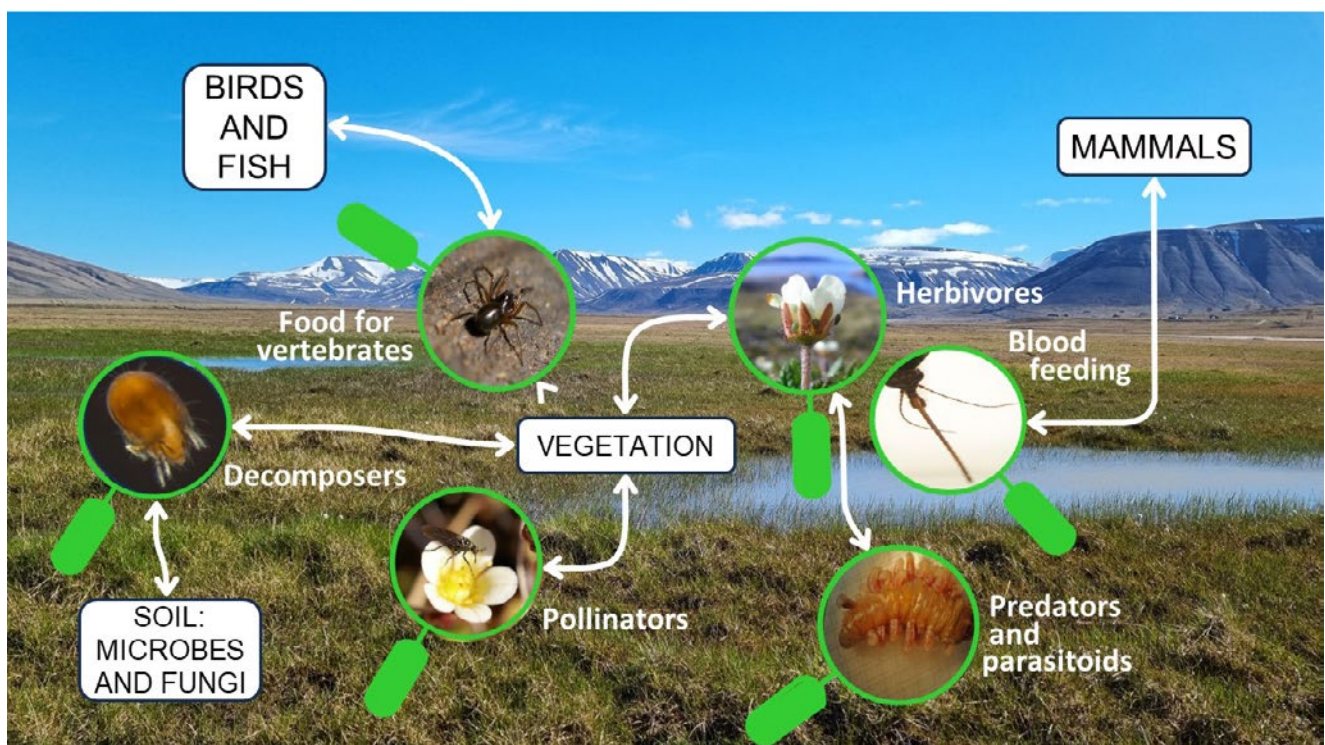 BIRDS
AND
FISH
MAMMALS
Herbivores
Food for
vertebrates
Blood
feeding
VEGETATION
Decomposers
Pollinators
SOIL:
MICROBES
AND FUNGI
Predators
and
parasitoids